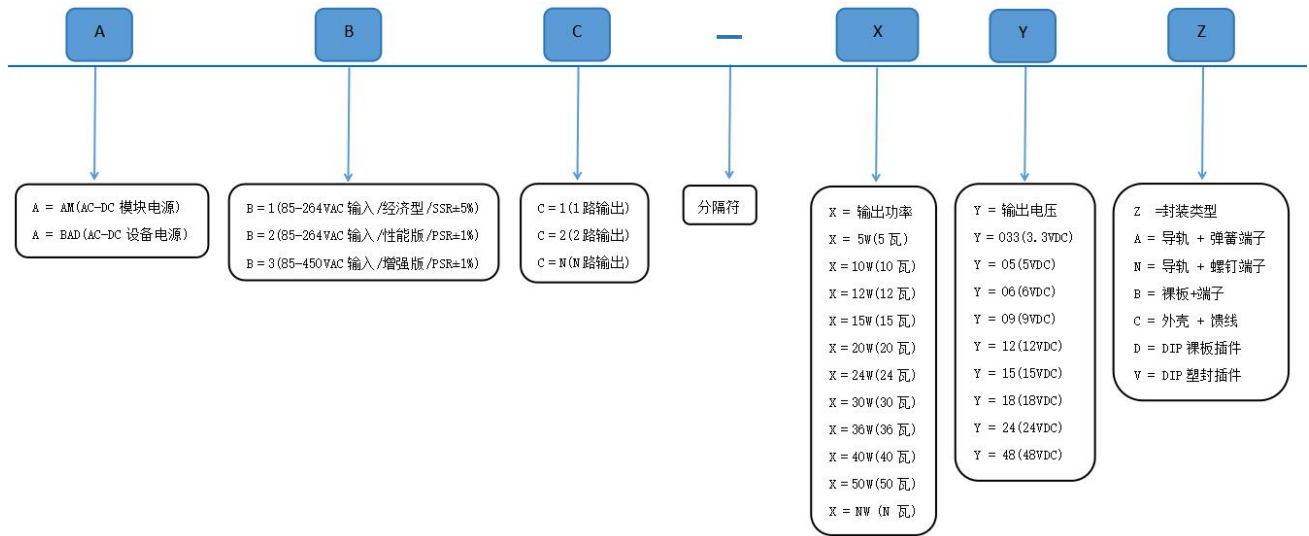 A
B
C
—
X
Y
Z
A = AM(AC-DC 模块电源)
A = BAD(AC-DC 设备电源)
B = 1(85-264VAC 输入/经济型/SSR±5%)
B = 2(85-264VAC 输入/性能版/PSR±1%)
B = 3(85-450VAC 输入/增强版/PSR±1%)
C = 1(1 路输出)
C = 2(2 路输出)
C = N(N 路输出)
分隔符
X = 输出功率
X = 5W(5 瓦)
X = 10W(10 瓦)
X = 12W(12 瓦)
X = 15W(15 瓦)
X = 20W(20 瓦)
X = 24W(24 瓦)
X = 30W(30 瓦)
X = 36W(36 瓦)
X = 40W(40 瓦)
X = 50W(50 瓦)
X = NW (N 瓦)
Y = 输出电压
Y = 033(3.3VDC)
Y = 05(5VDC)
Y = 06(6VDC)
Y = 09(9VDC)
Y = 12(12VDC)
Y = 15(15VDC)
Y = 18(18VDC)
Y = 24(24VDC)
Y = 48(48VDC)
Z =封装类型
A = 导轨 + 弹簧端子
N = 导轨 + 螺钉端子
B = 裸板+端子
C = 外壳 + 馈线
D = DIP 裸板插件
V = DIP 塑封插件